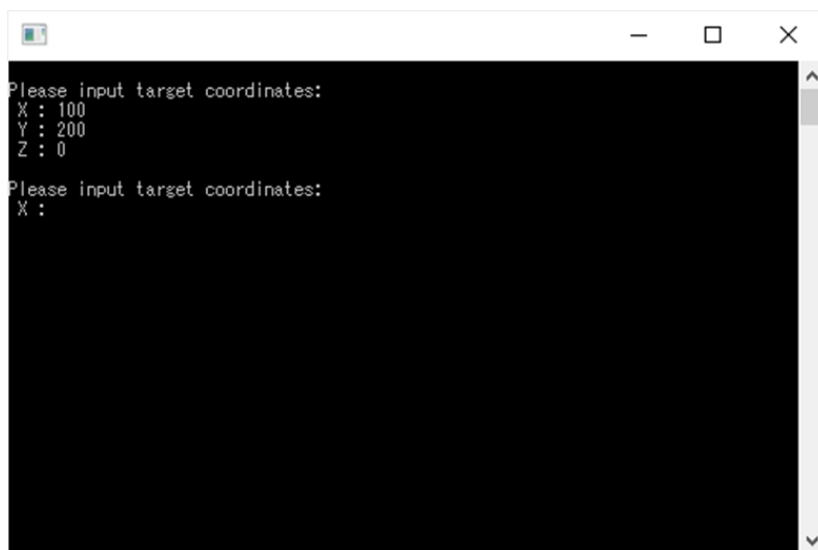 Please input target coordinates:
X : 100
Y : 200
Z : 0
Please input target coordinates:
X :